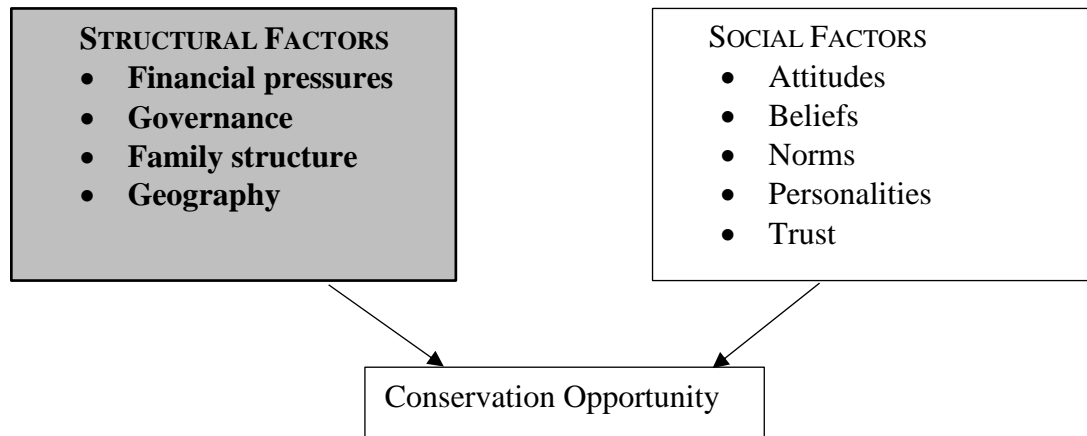 STRUCTURAL FACTORS
• Financial pressures
• Governance
• Family structure
• Geography
SOCIAL FACTORS
• Attitudes
• Beliefs
• Norms
• Personalities
• Trust
Conservation Opportunity